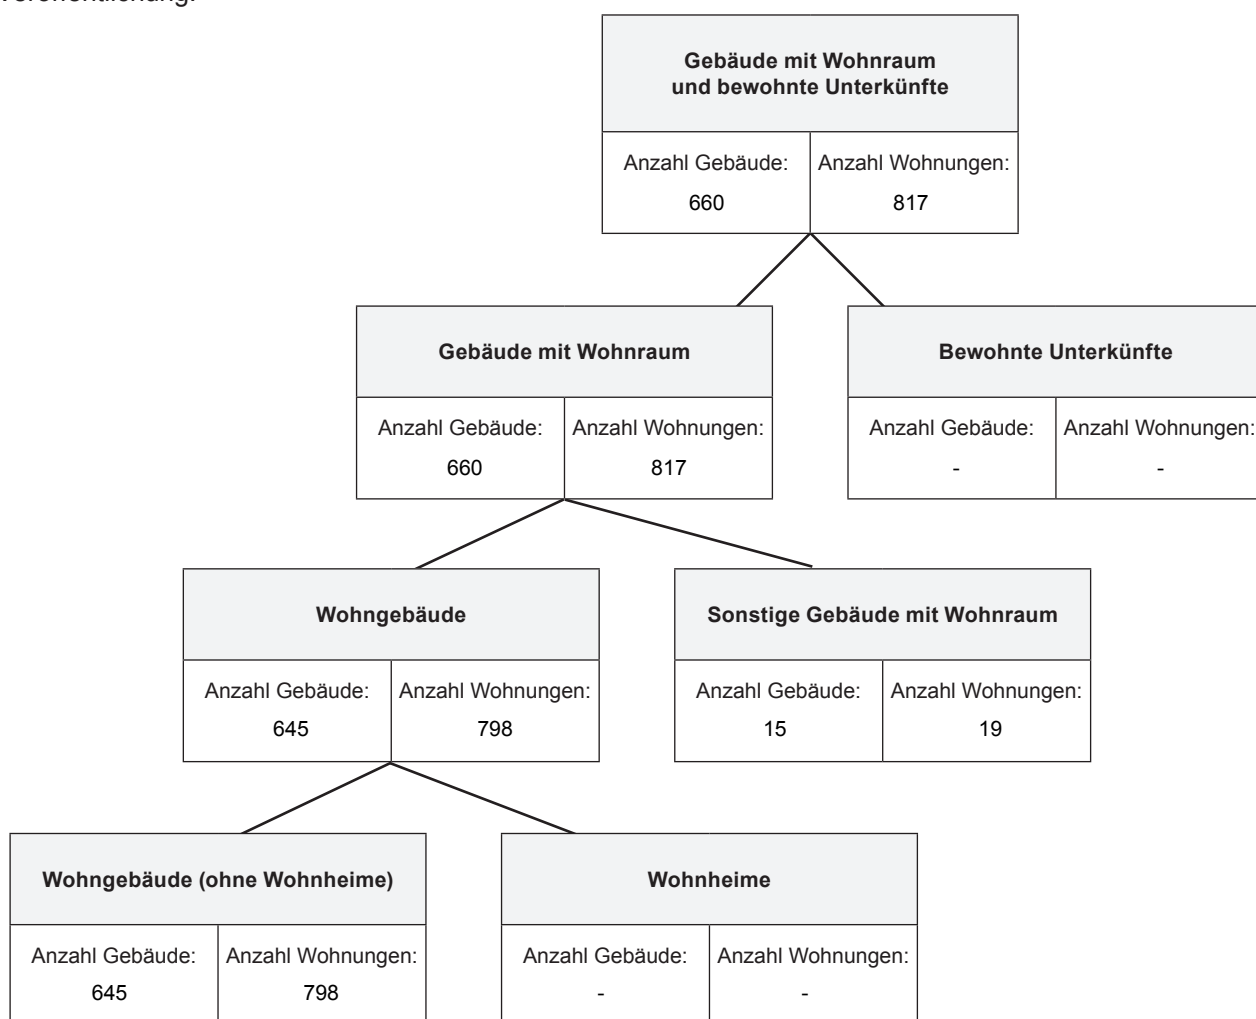 Veröffentlichung.
Gebäude mit Wohnraum
und bewohnte Unterkünfte
Anzahl Gebäude: Anzahl Wohnungen:
660 817
Gebäude mit Wohnraum
Bewohnte Unterkünfte
Anzahl Gebäude: Anzahl Wohnungen:
660 817
Anzahl Gebäude: Anzahl Wohnungen:
- -
Wohngebäude
Sonstige Gebäude mit Wohnraum
Anzahl Gebäude: Anzahl Wohnungen:
645 798
Anzahl Gebäude: Anzahl Wohnungen:
15 19
Wohngebäude (ohne Wohnheime)
Wohnheime
Anzahl Gebäude: Anzahl Wohnungen:
645 798
Anzahl Gebäude: Anzahl Wohnungen:
- -